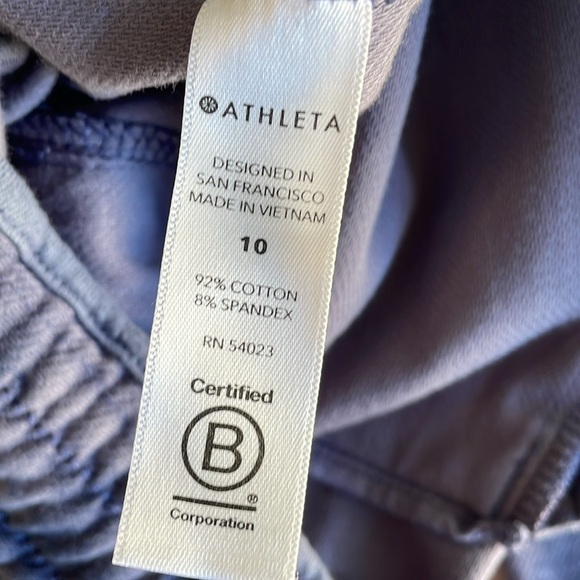 ATHLETA
DESIGNED IN
SAN FRANCISCO
MADE IN VIETNAM
10
92% COTTON
8% SPANDEX
RN 54023
Certified
B
®
Corporation